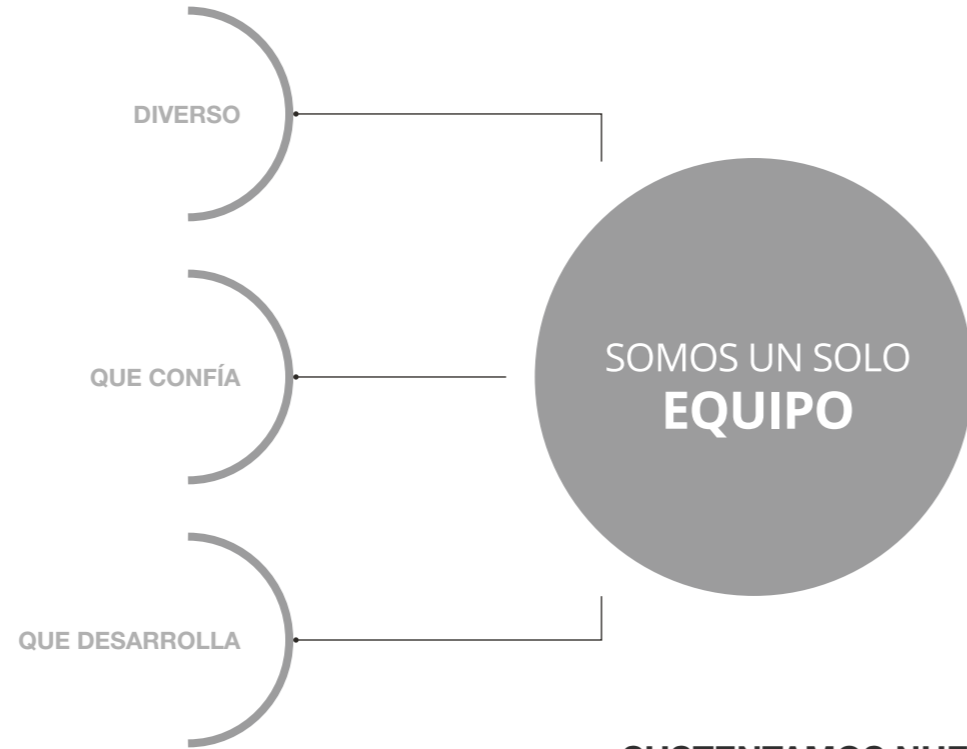 DIVERSO
QUE CONFÍA
SOMOS UN SOLO
EQUIPO
QUE DESARROLLA